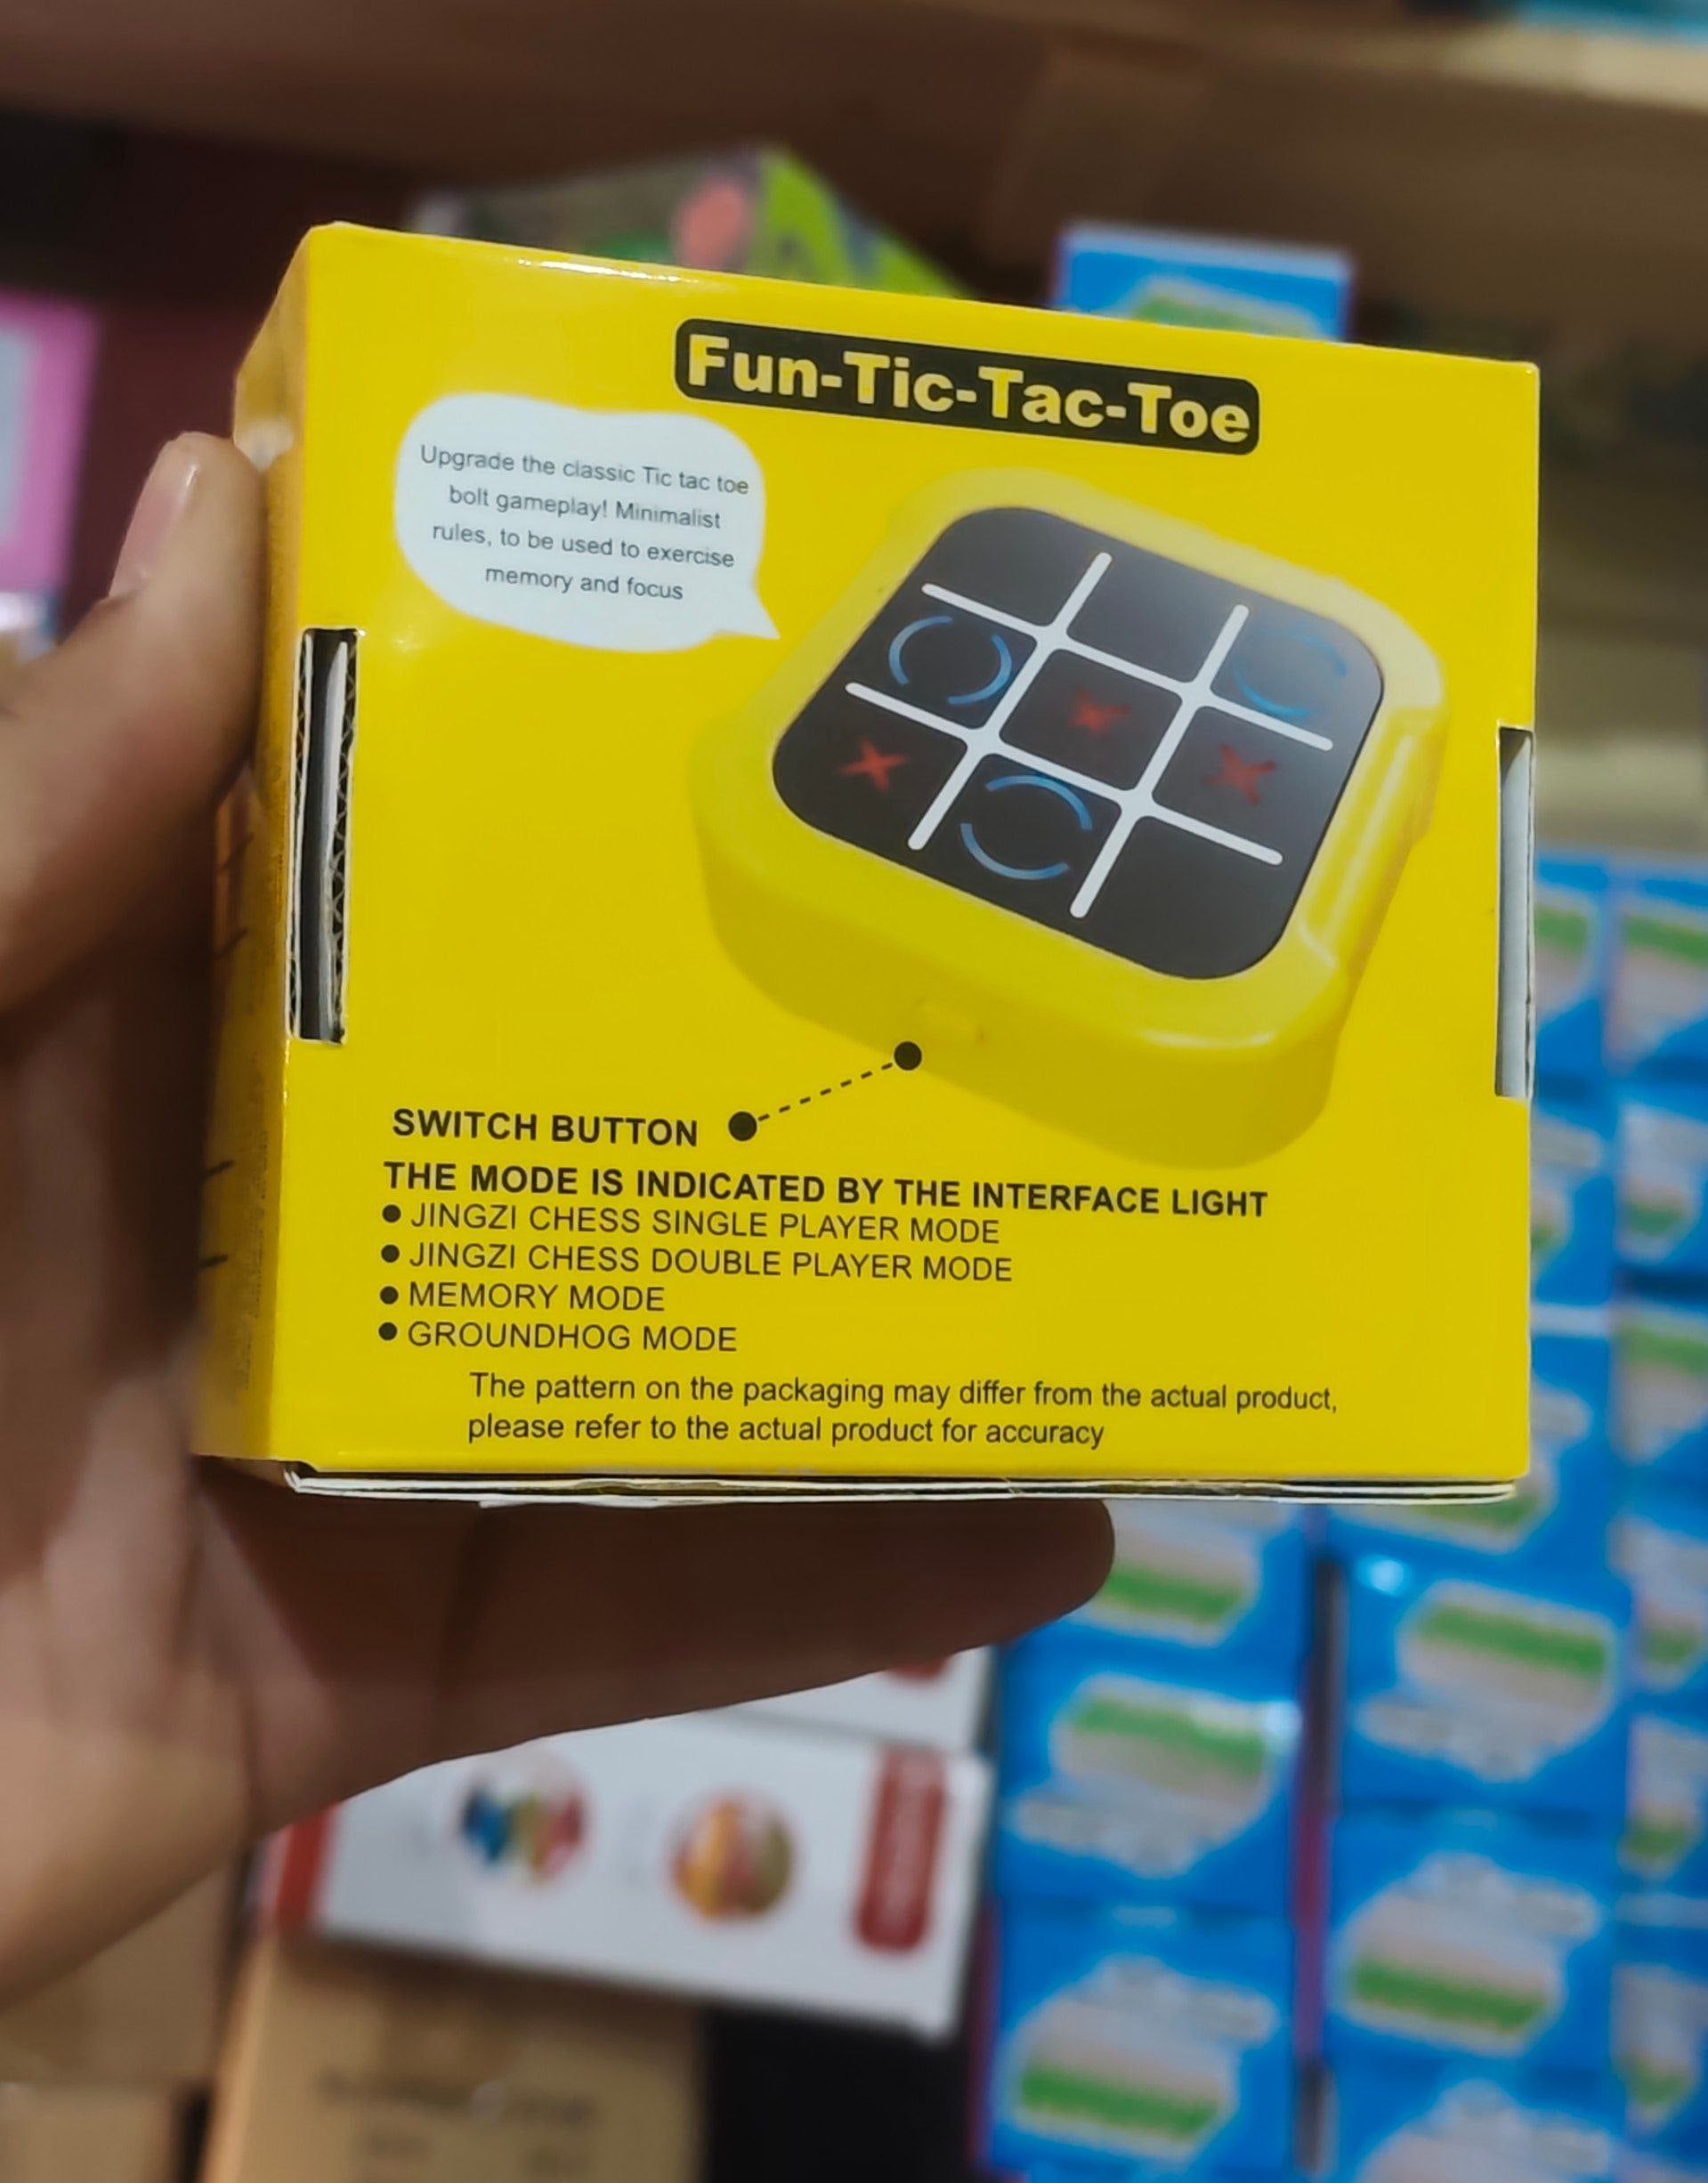 Fun-Tic-Tac-Toe
Upgrade the classic Tic tac toe
bolt gameplay! Minimalist
rules, to be used to exercise
memory and focus
SWITCH BUTTON
THE MODE IS INDICATED BY THE INTERFACE LIGHT
● JINGZI CHESS SINGLE PLAYER MODE
● JINGZI CHESS DOUBLE PLAYER MODE
● MEMORY MODE
● GROUNDHOG MODE
The pattern on the packaging may differ from the actual product,
please refer to the actual product for accuracy